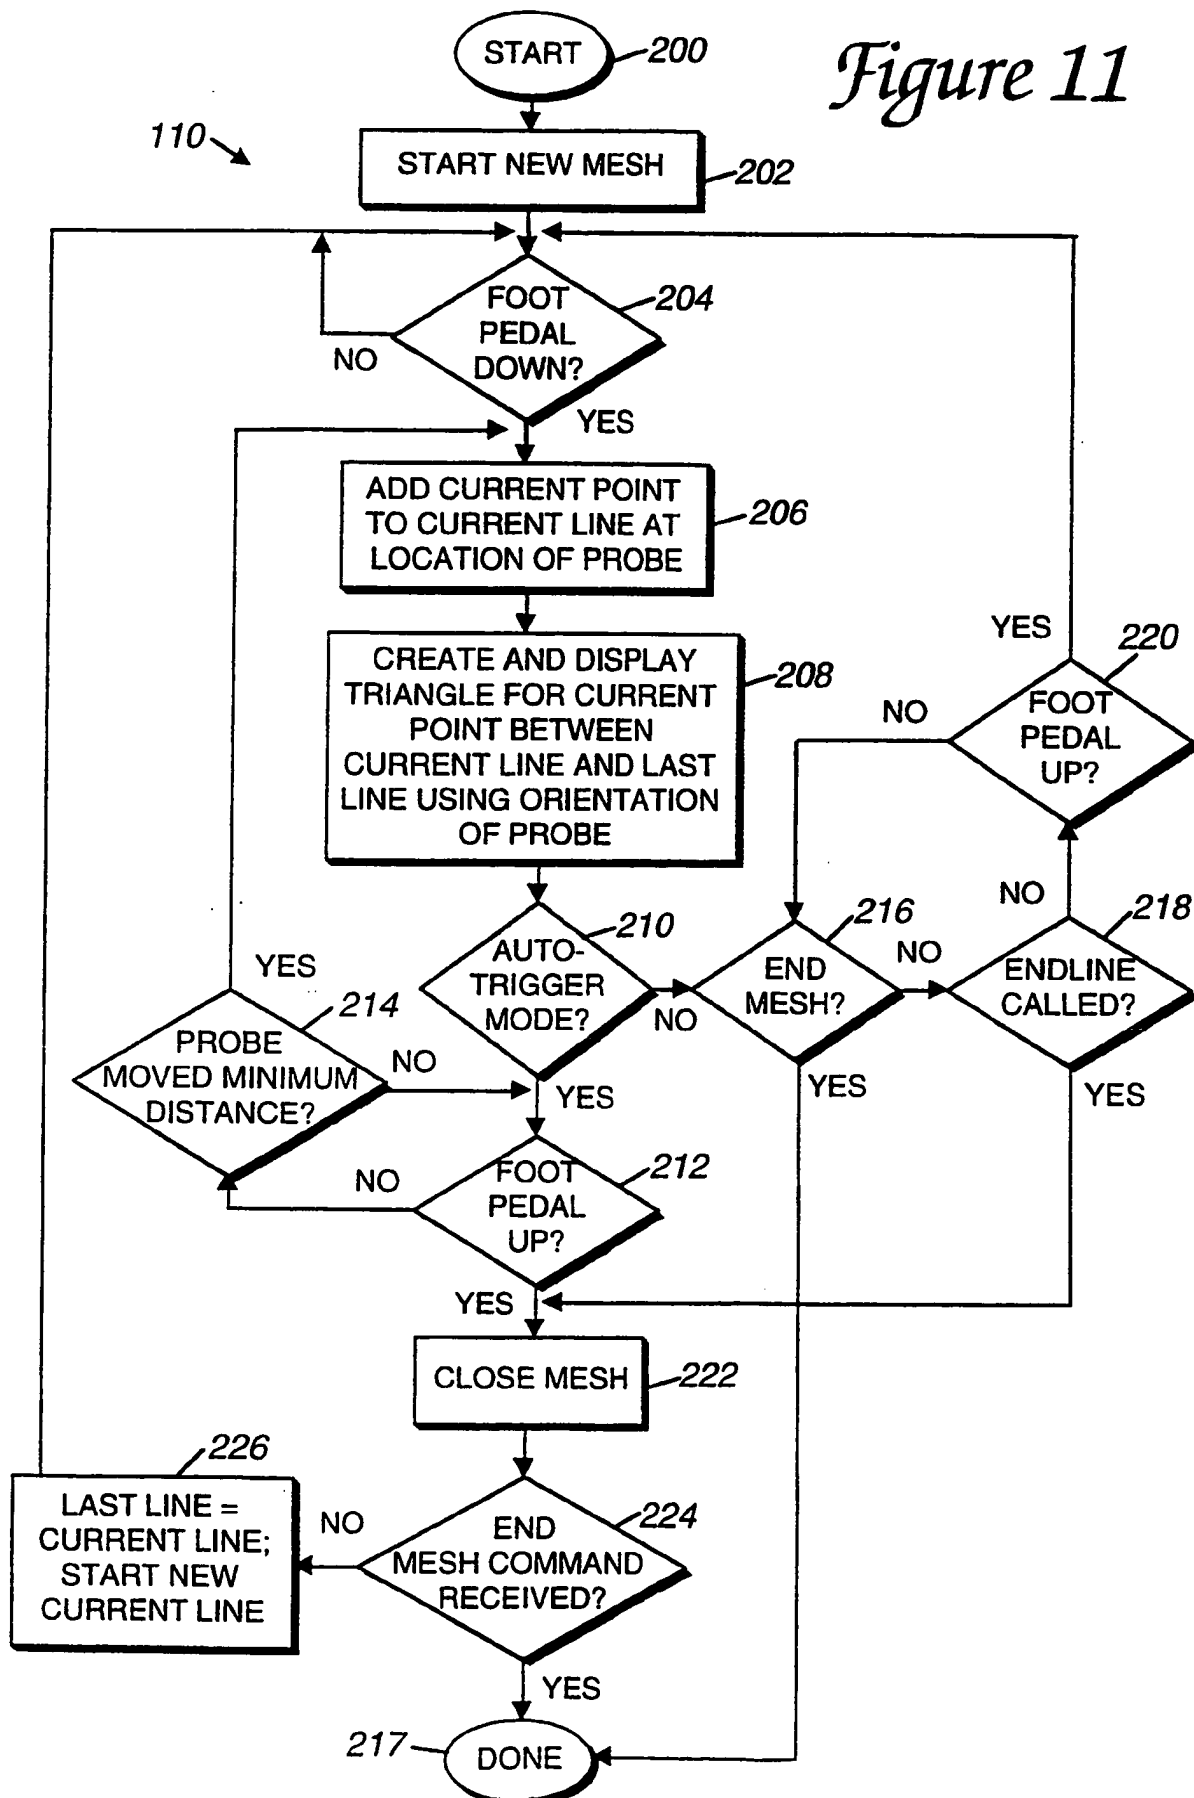 START
200
Figure 11
110
START NEW MESH
202
FOOT
PEDAL
DOWN?
204
NO
YES
ADD CURRENT POINT
TO CURRENT LINE AT
LOCATION OF PROBE
206
CREATE AND DISPLAY
TRIANGLE FOR CURRENT
POINT BETWEEN
CURRENT LINE AND LAST
LINE USING ORIENTATION
OF PROBE
208
YES
220
FOOT
PEDAL
UP?
NO
AUTO-
TRIGGER
MODE?
210
NO
YES
END
MESH?
216
NO
YES
ENDLINE
CALLED?
218
NO
YES
YES
214
PROBE
MOVED MINIMUM
DISTANCE?
NO
FOOT
PEDAL
UP?
212
NO
YES
CLOSE MESH
222
226
LAST LINE =
CURRENT LINE;
START NEW
CURRENT LINE
NO
END
MESH COMMAND
RECEIVED?
224
YES
217
DONE